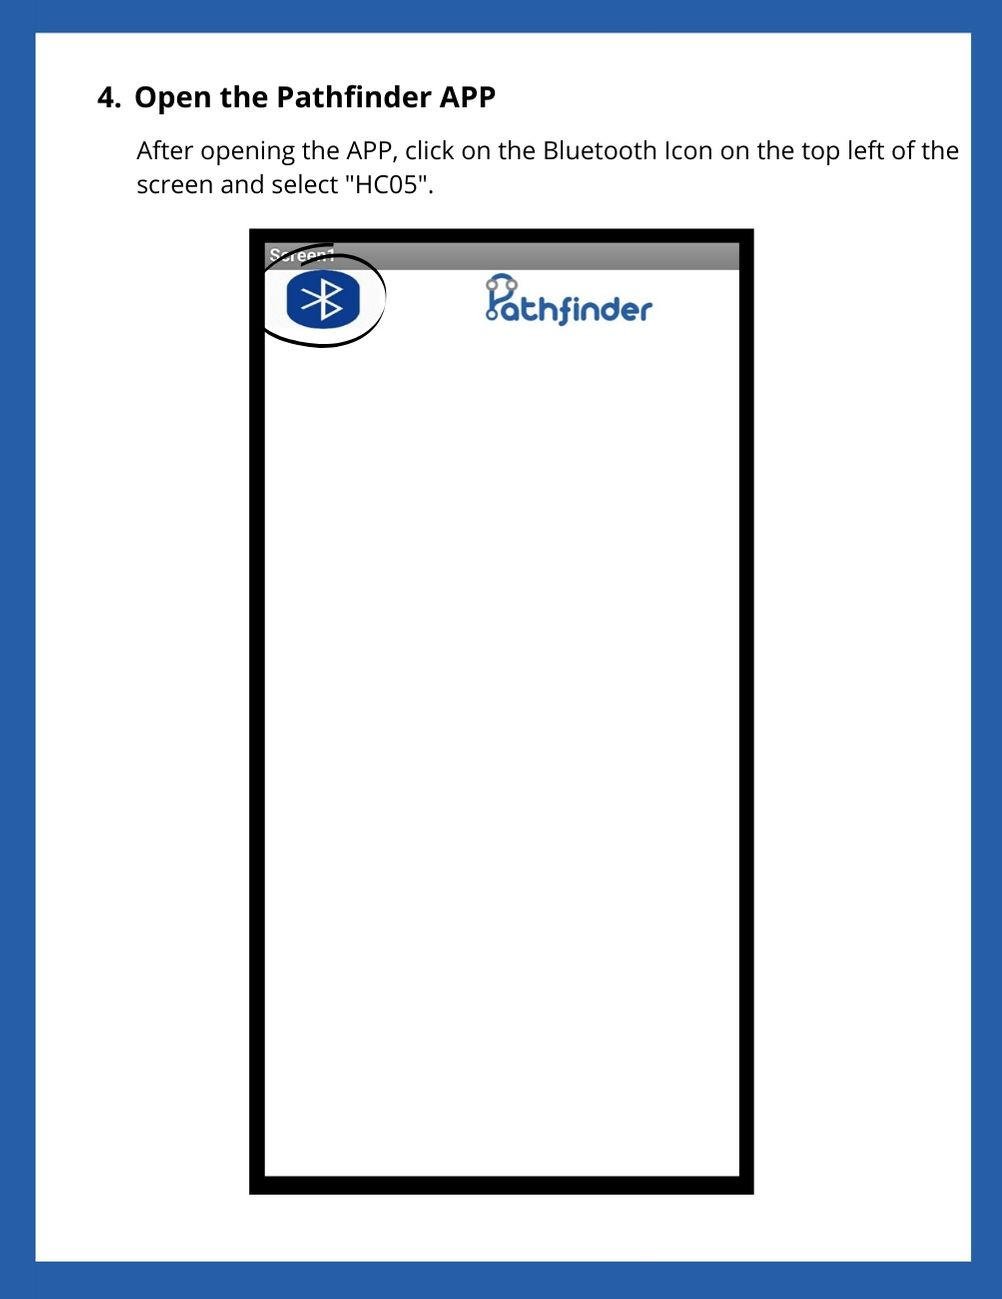 4. Open the Pathfinder APP
After opening the APP, click on the Bluetooth Icon on the top left of the
screen and select "HC05".
Screen1
Pathfinder